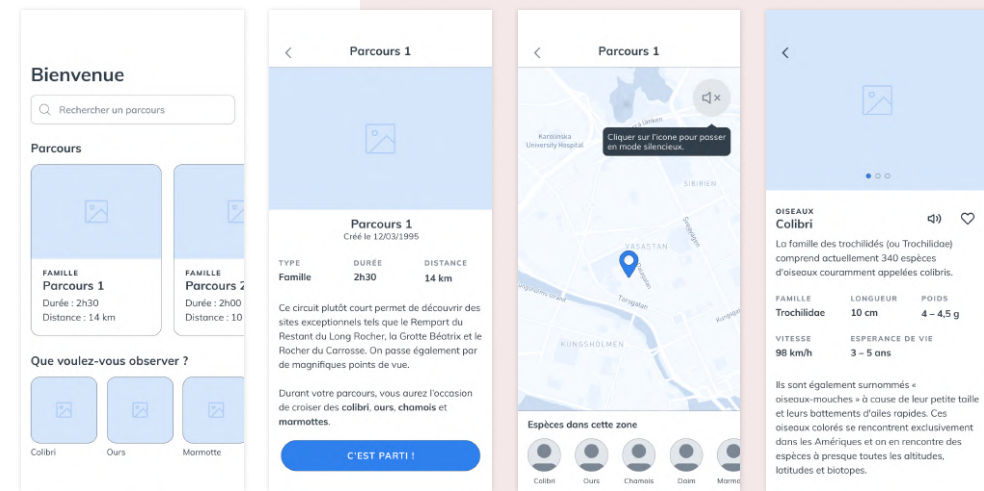 Bienvenue
Rechercher un parcours
Parcours
FAMILLE
Parcours 1
Durée : 2h30
Distance : 14 km
FAMILLE
Parcours 2
Durée : 2h00
Distance : 10
Que voulez-vous observer ?
Colibri
Ours
Marmotte
Parcours 1
Parcours 1
Créé le 12/03/1995
TYPE
Famille
DURÉE
2h30
DISTANCE
14 km
Ce circuit plutôt court permet de découvrir des
sites exceptionnels tels que le Rempart du
Restant du Long Rocher, la Grotte Béatrix et le
Rocher du Carrosse. On passe également par
de magnifiques points de vue.
Durant votre parcours, vous aurez l'occasion
de croiser des colibri, ours, chamois et
marmottes.
C'EST PARTI !
Parcours 1
Cliquer sur l'icone pour passer
en mode silencieux.
Karolinska
University Hospital
SIBIRIEN
VASASTAN
Torsgatan
KUNGSHOLMEN
Espèces dans cette zone
Colibri
Ours
Chamois
Daim
Marmo
OISEAUX
Colibri
La famille des trochilidés (ou Trochilidae)
comprend actuellement 340 espèces
d'oiseaux couramment appelées colibris.
FAMILLE
Trochilidae
LONGUEUR
10 cm
POIDS
4 – 4,5 g
VITESSE
98 km/h
ESPERANCE DE VIE
3 – 5 ans
Ils sont également surnommés «
oiseaux-mouches » à cause de leur petite taille
et leurs battements d'ailes rapides. Ces
oiseaux colorés se rencontrent exclusivement
dans les Amériques et on en rencontre des
espèces à presque toutes les altitudes,
latitudes et biotopes.